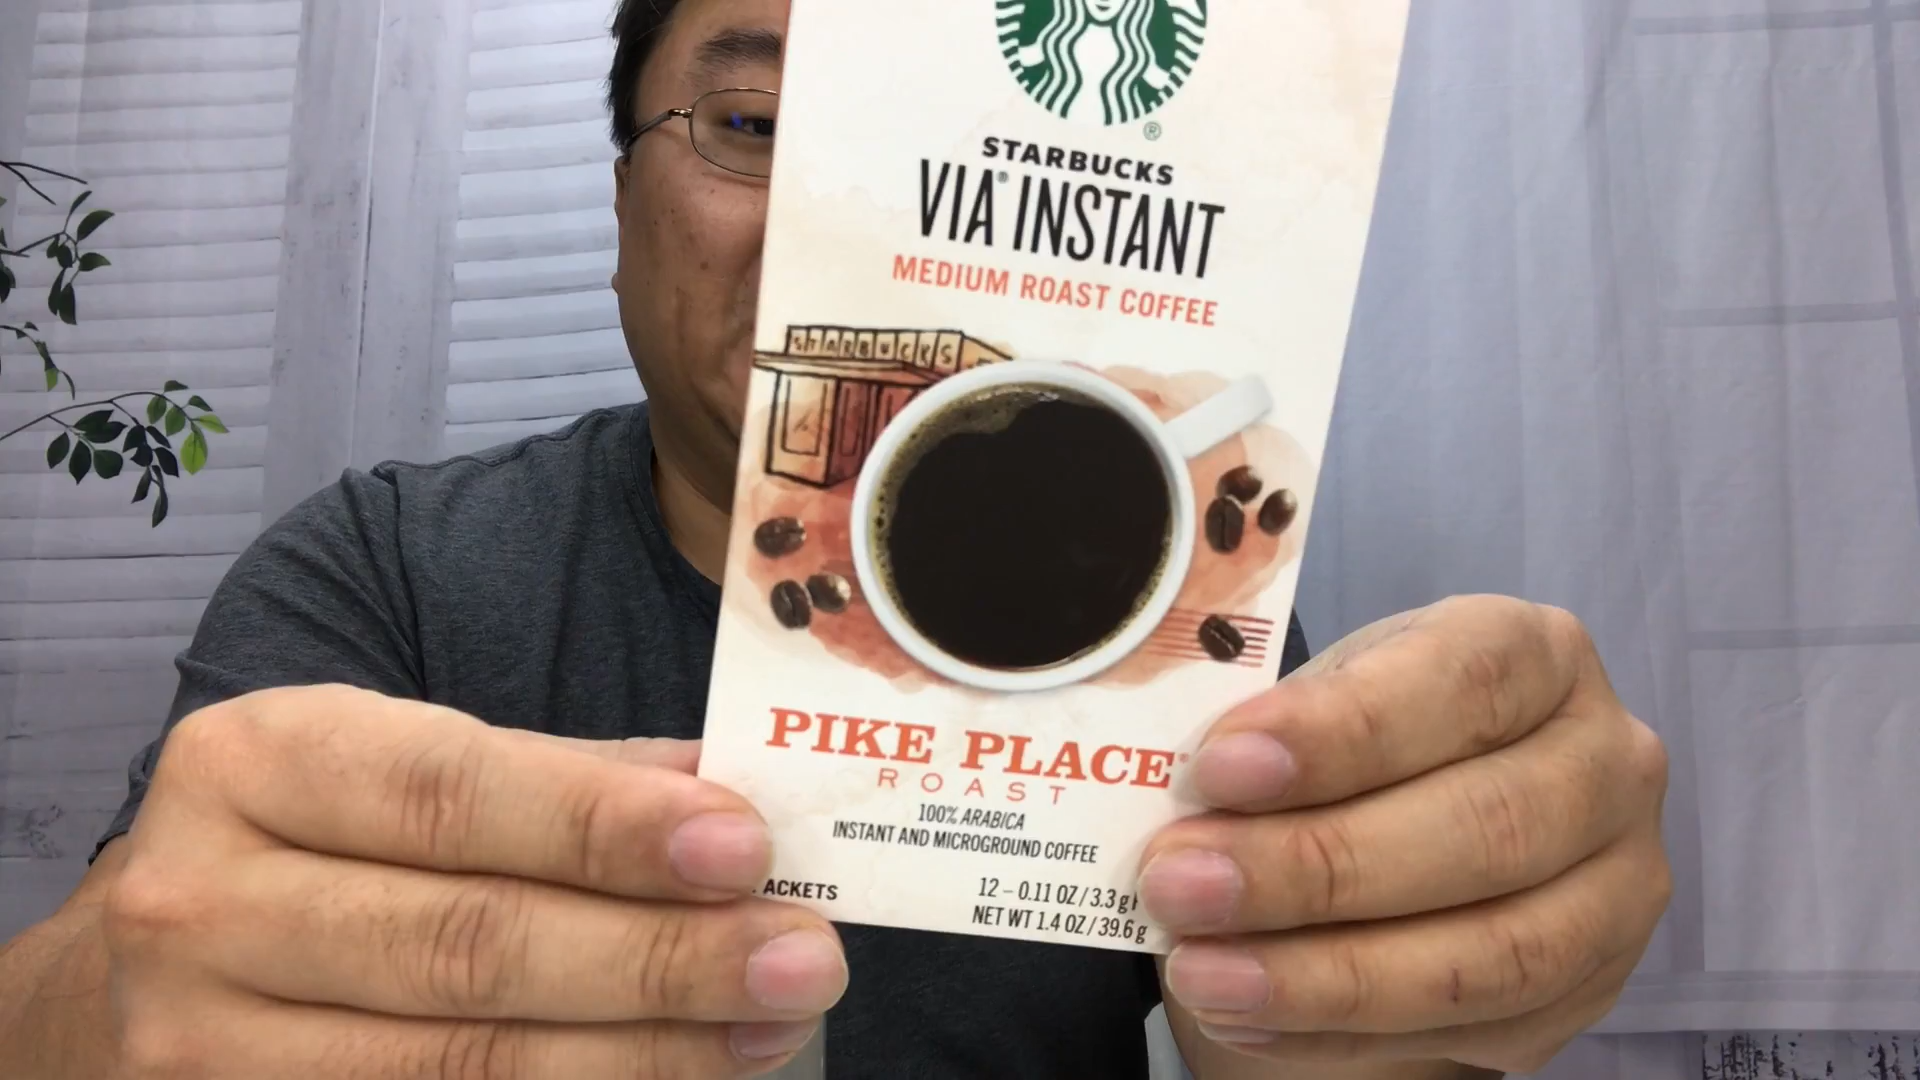 ®
STARBUCKS
VIA® INSTANT
MEDIUM ROAST COFFEE
STARBUCKS
PIKE PLACE®
ROAST
100% ARABICA
INSTANT AND MICROGROUND COFFEE
ACKETS
12 – 0.11 OZ / 3.3 g
NET WT 1.4 OZ / 39.6 g